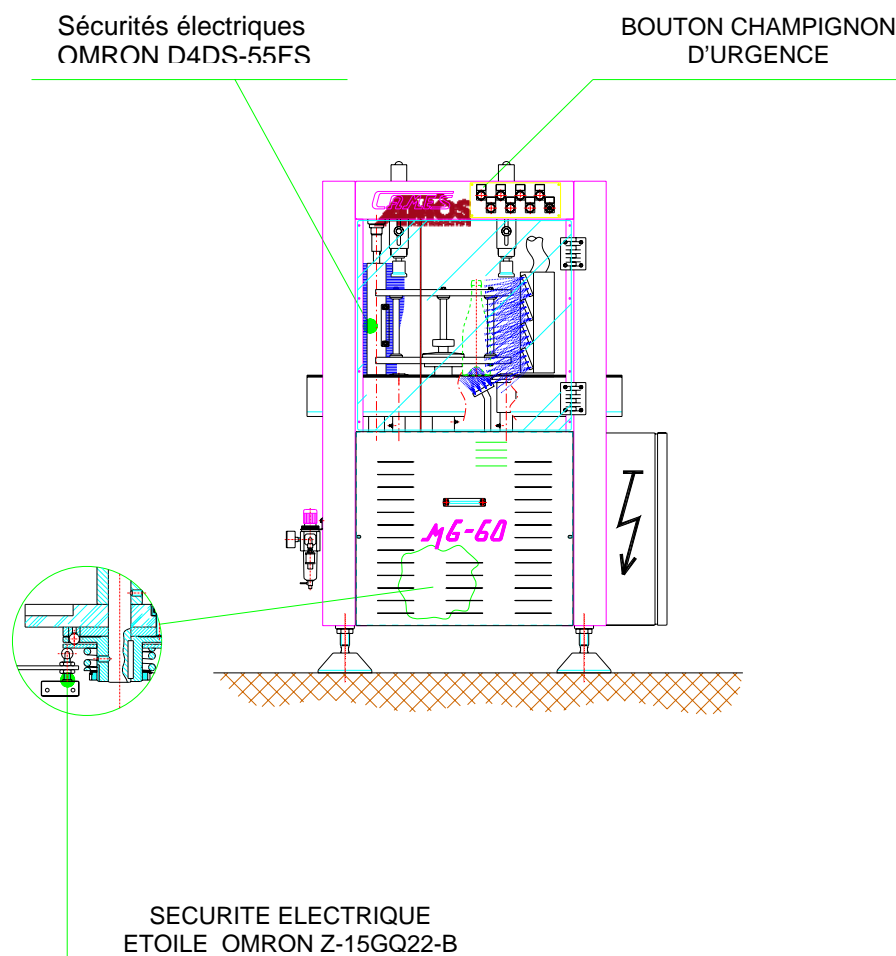 Sécurités électriques
OMRON D4DS-55FS
BOUTON CHAMPIGNON
D'URGENCE
MG-60
SECURITE ELECTRIQUE
ETOILE OMRON Z-15GQ22-B